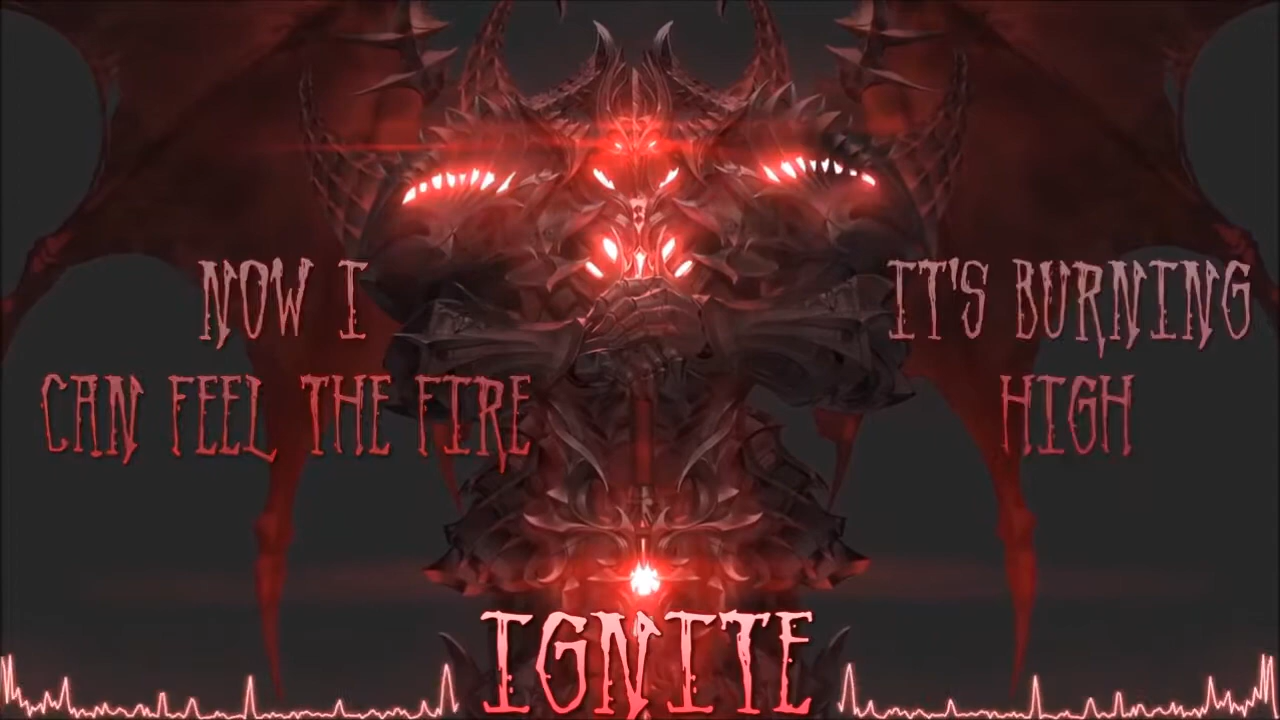 NOW I
CAN FEEL THE FIRE
IT'S BURNING
HIGH
IGNITE